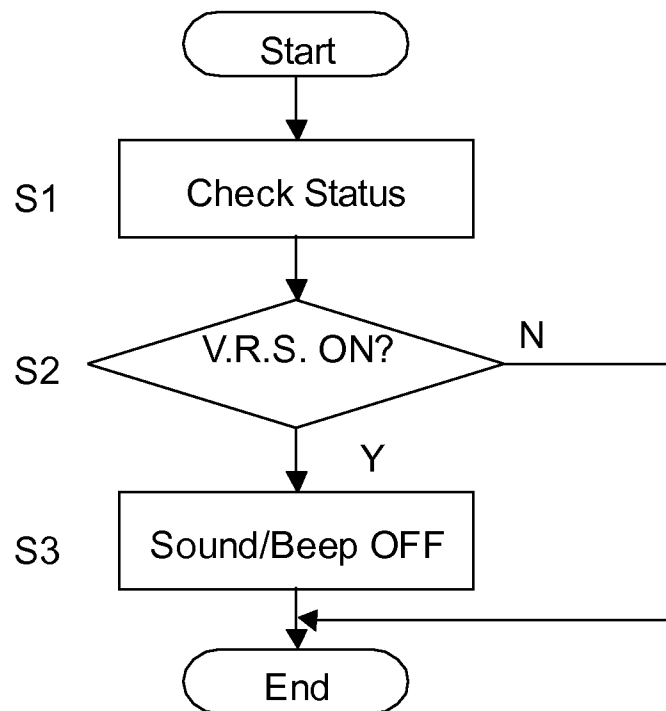 Start
S1
Check Status
S2
V.R.S. ON?
N
Y
S3
Sound/Beep OFF
End